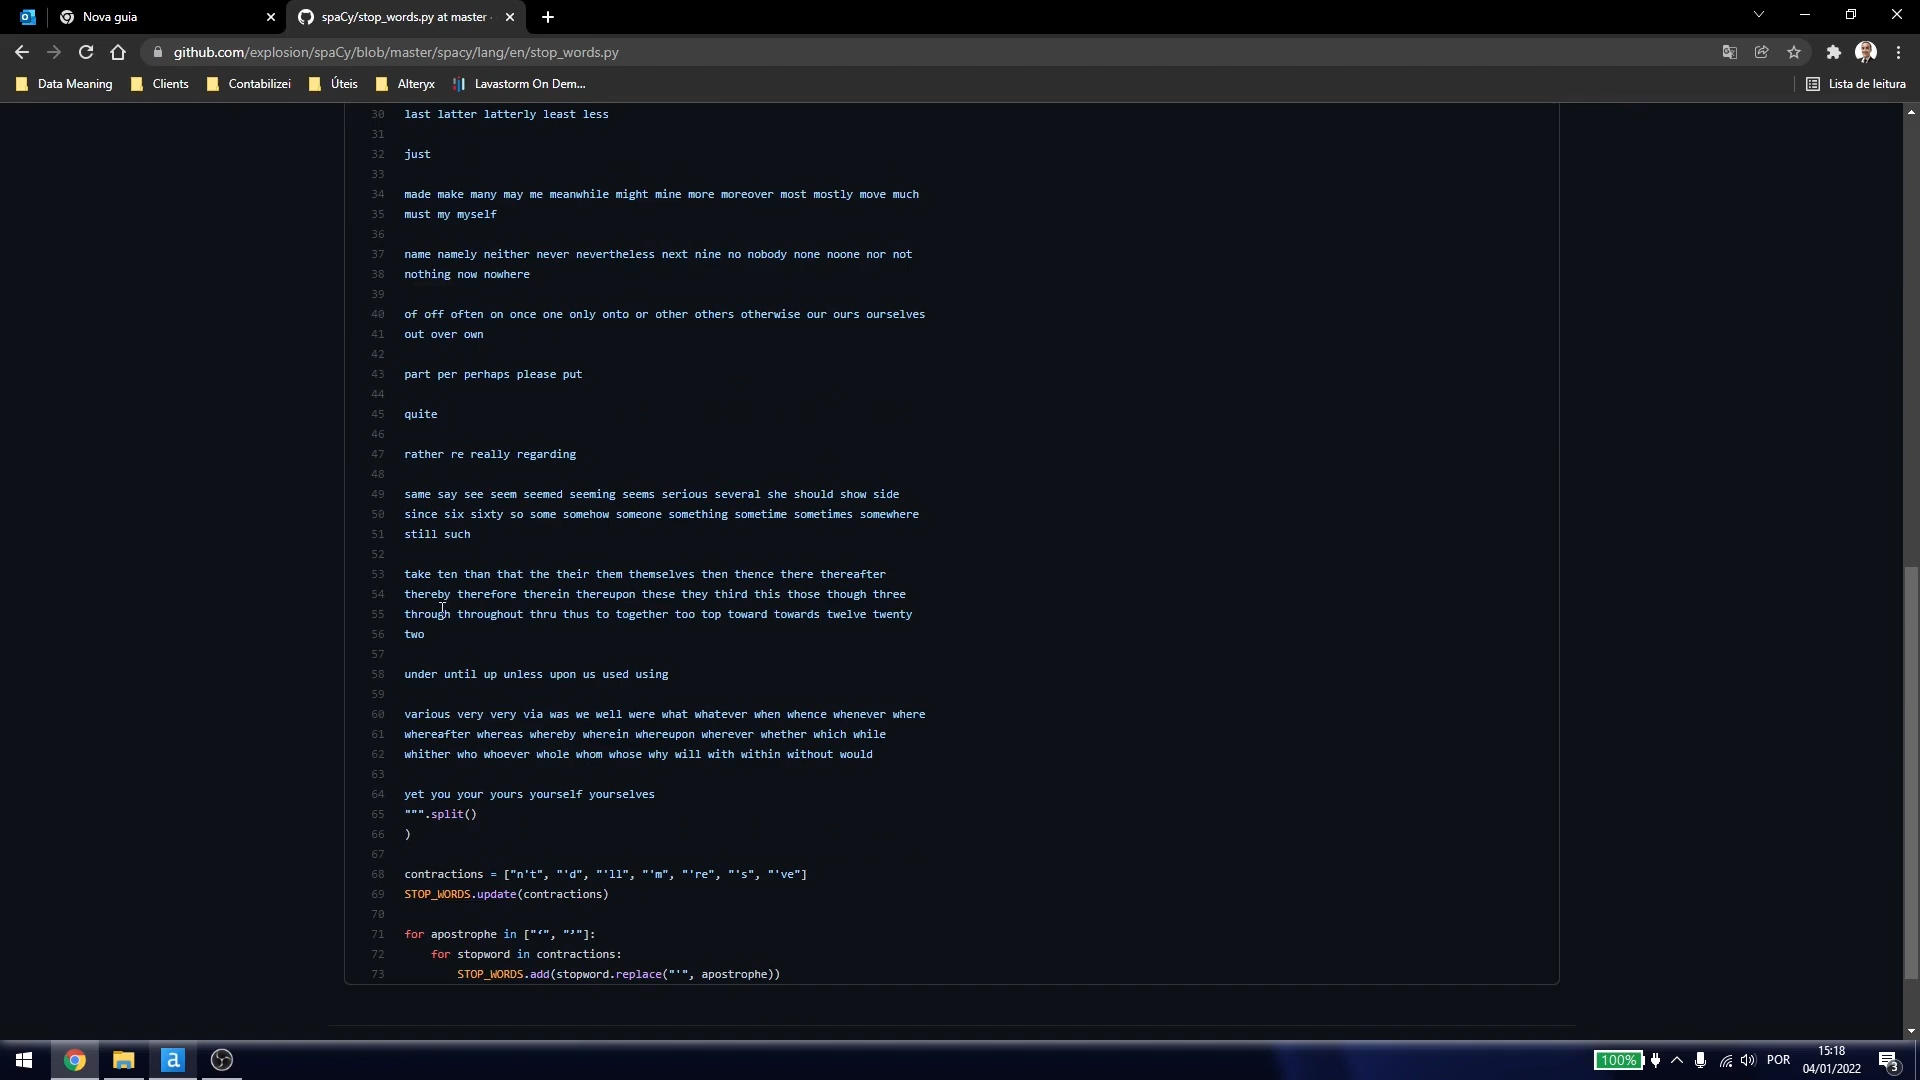 Nova guia
spaCy/stop_words.py at master
github.com/explosion/spaCy/blob/master/spacy/lang/en/stop_words.py
Data Meaning Clients Contabilizei Úteis Alteryx Lavastorm On Dem... Lista de leitura
30 last latter latterly least less
31
32 just
33
34 made make many may me meanwhile might mine more moreover most mostly move much
35 must my myself
36
37 name namely neither never nevertheless next nine no nobody none noone nor not
38 nothing now nowhere
39
40 of off often on once one only onto or other others otherwise our ours ourselves
41 out over own
42
43 part per perhaps please put
44
45 quite
46
47 rather re really regarding
48
49 same say see seem seemed seeming seems serious several she should show side
50 since six sixty so some somehow someone something sometime sometimes somewhere
51 still such
52
53 take ten than that the their them themselves then thence there thereafter
54 thereby therefore therein thereupon these they third this those though three
55 through throughout thru thus to together too top toward towards twelve twenty
56 two
57
58 under until up unless upon us used using
59
60 various very very via was we well were what whatever when whence whenever where
61 whereafter whereas whereby wherein whereupon wherever whether which while
62 whither who whoever whole whom whose why will with within without would
63
64 yet you your yours yourself yourselves
65 """.split()
66 )
67
68 contractions = ["n't", "'d", "'ll", "'m", "'re", "'s", "'ve"]
69 STOP_WORDS.update(contractions)
70
71 for apostrophe in ["‘", "’"]:
72 for stopword in contractions:
73 STOP_WORDS.add(stopword.replace("'", apostrophe))
100% POR 15:18
04/01/2022
3